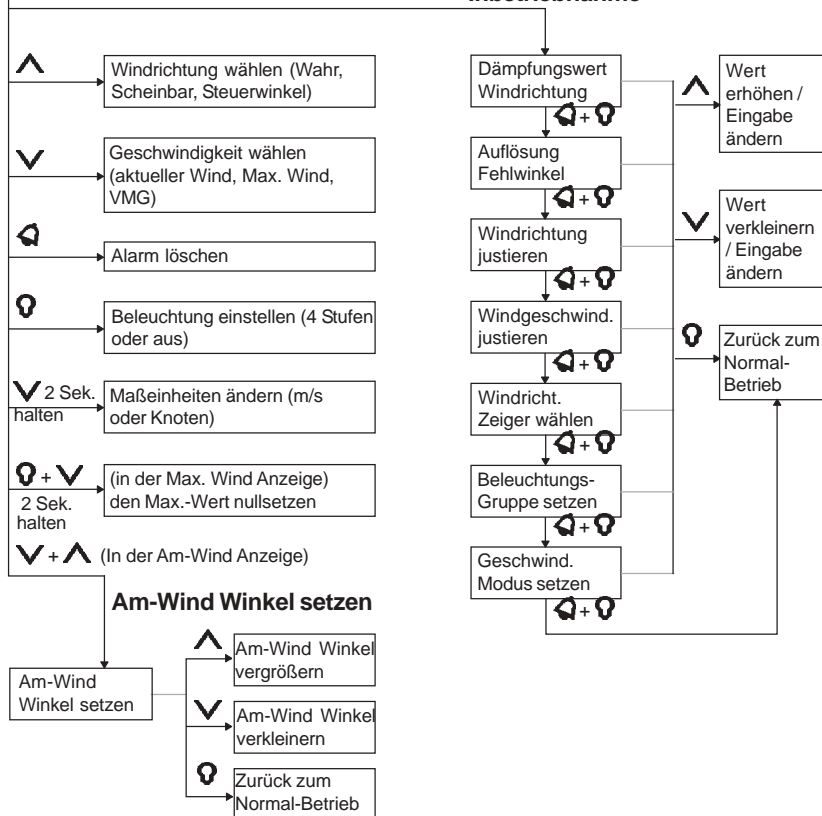 Windrichtung wählen (Wahr,
Scheinbar, Steuerwinkel)
Geschwindigkeit wählen
(aktueller Wind, Max. Wind,
VMG)
Alarm löschen
Beleuchtung einstellen (4 Stufen
oder aus)
2 Sek.
halten
Maßeinheiten ändern (m/s
oder Knoten)
+
2 Sek.
halten
(in der Max. Wind Anzeige)
den Max.-Wert nullsetzen
+ (In der Am-Wind Anzeige)
Am-Wind Winkel setzen
Am-Wind
Winkel setzen
Am-Wind Winkel
vergrößern
Am-Wind Winkel
verkleinern
Zurück zum
Normal-Betrieb
Inbetriebnahme
Dämpfungswert
Windrichtung
+
Auflösung
Fehlwinkel
+
Windrichtung
justieren
+
Windgeschwind.
justieren
+
Windricht.
Zeiger wählen
+
Beleuchtungs-
Gruppe setzen
+
Geschwind.
Modus setzen
+
Wert
erhöhen /
Eingabe
ändern
Wert
verkleinern
/ Eingabe
ändern
Zurück zum
Normal-
Betrieb